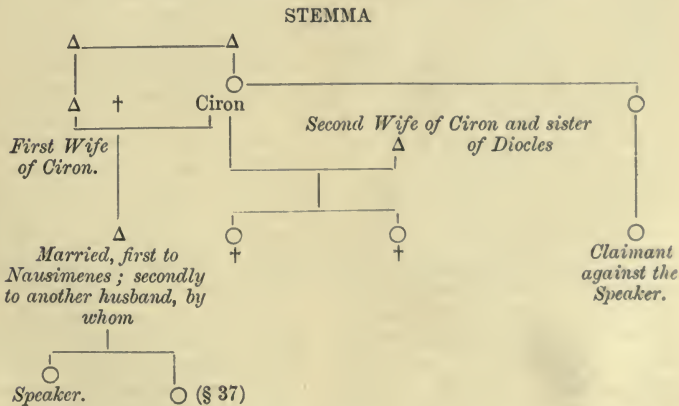 STEMMA
Ciron
First Wife
of Ciron.
Second Wife of Ciron and sister
of Diocles
Married, first to
Nausimenes ; secondly
to another husband, by
whom
Claimant
against the
Speaker.
Speaker.
(§ 37)